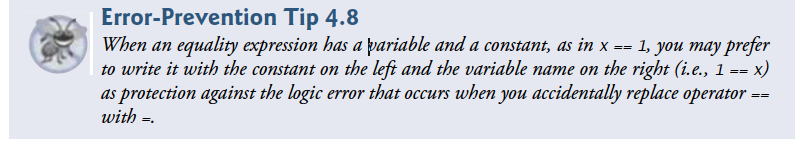 Error-Prevention Tip 4.8
When an equality expression has a variable and a constant, as in x == 1, you may prefer
to write it with the constant on the left and the variable name on the right (i.e., 1 == x)
as protection against the logic error that occurs when you accidentally replace operator ==
with =.